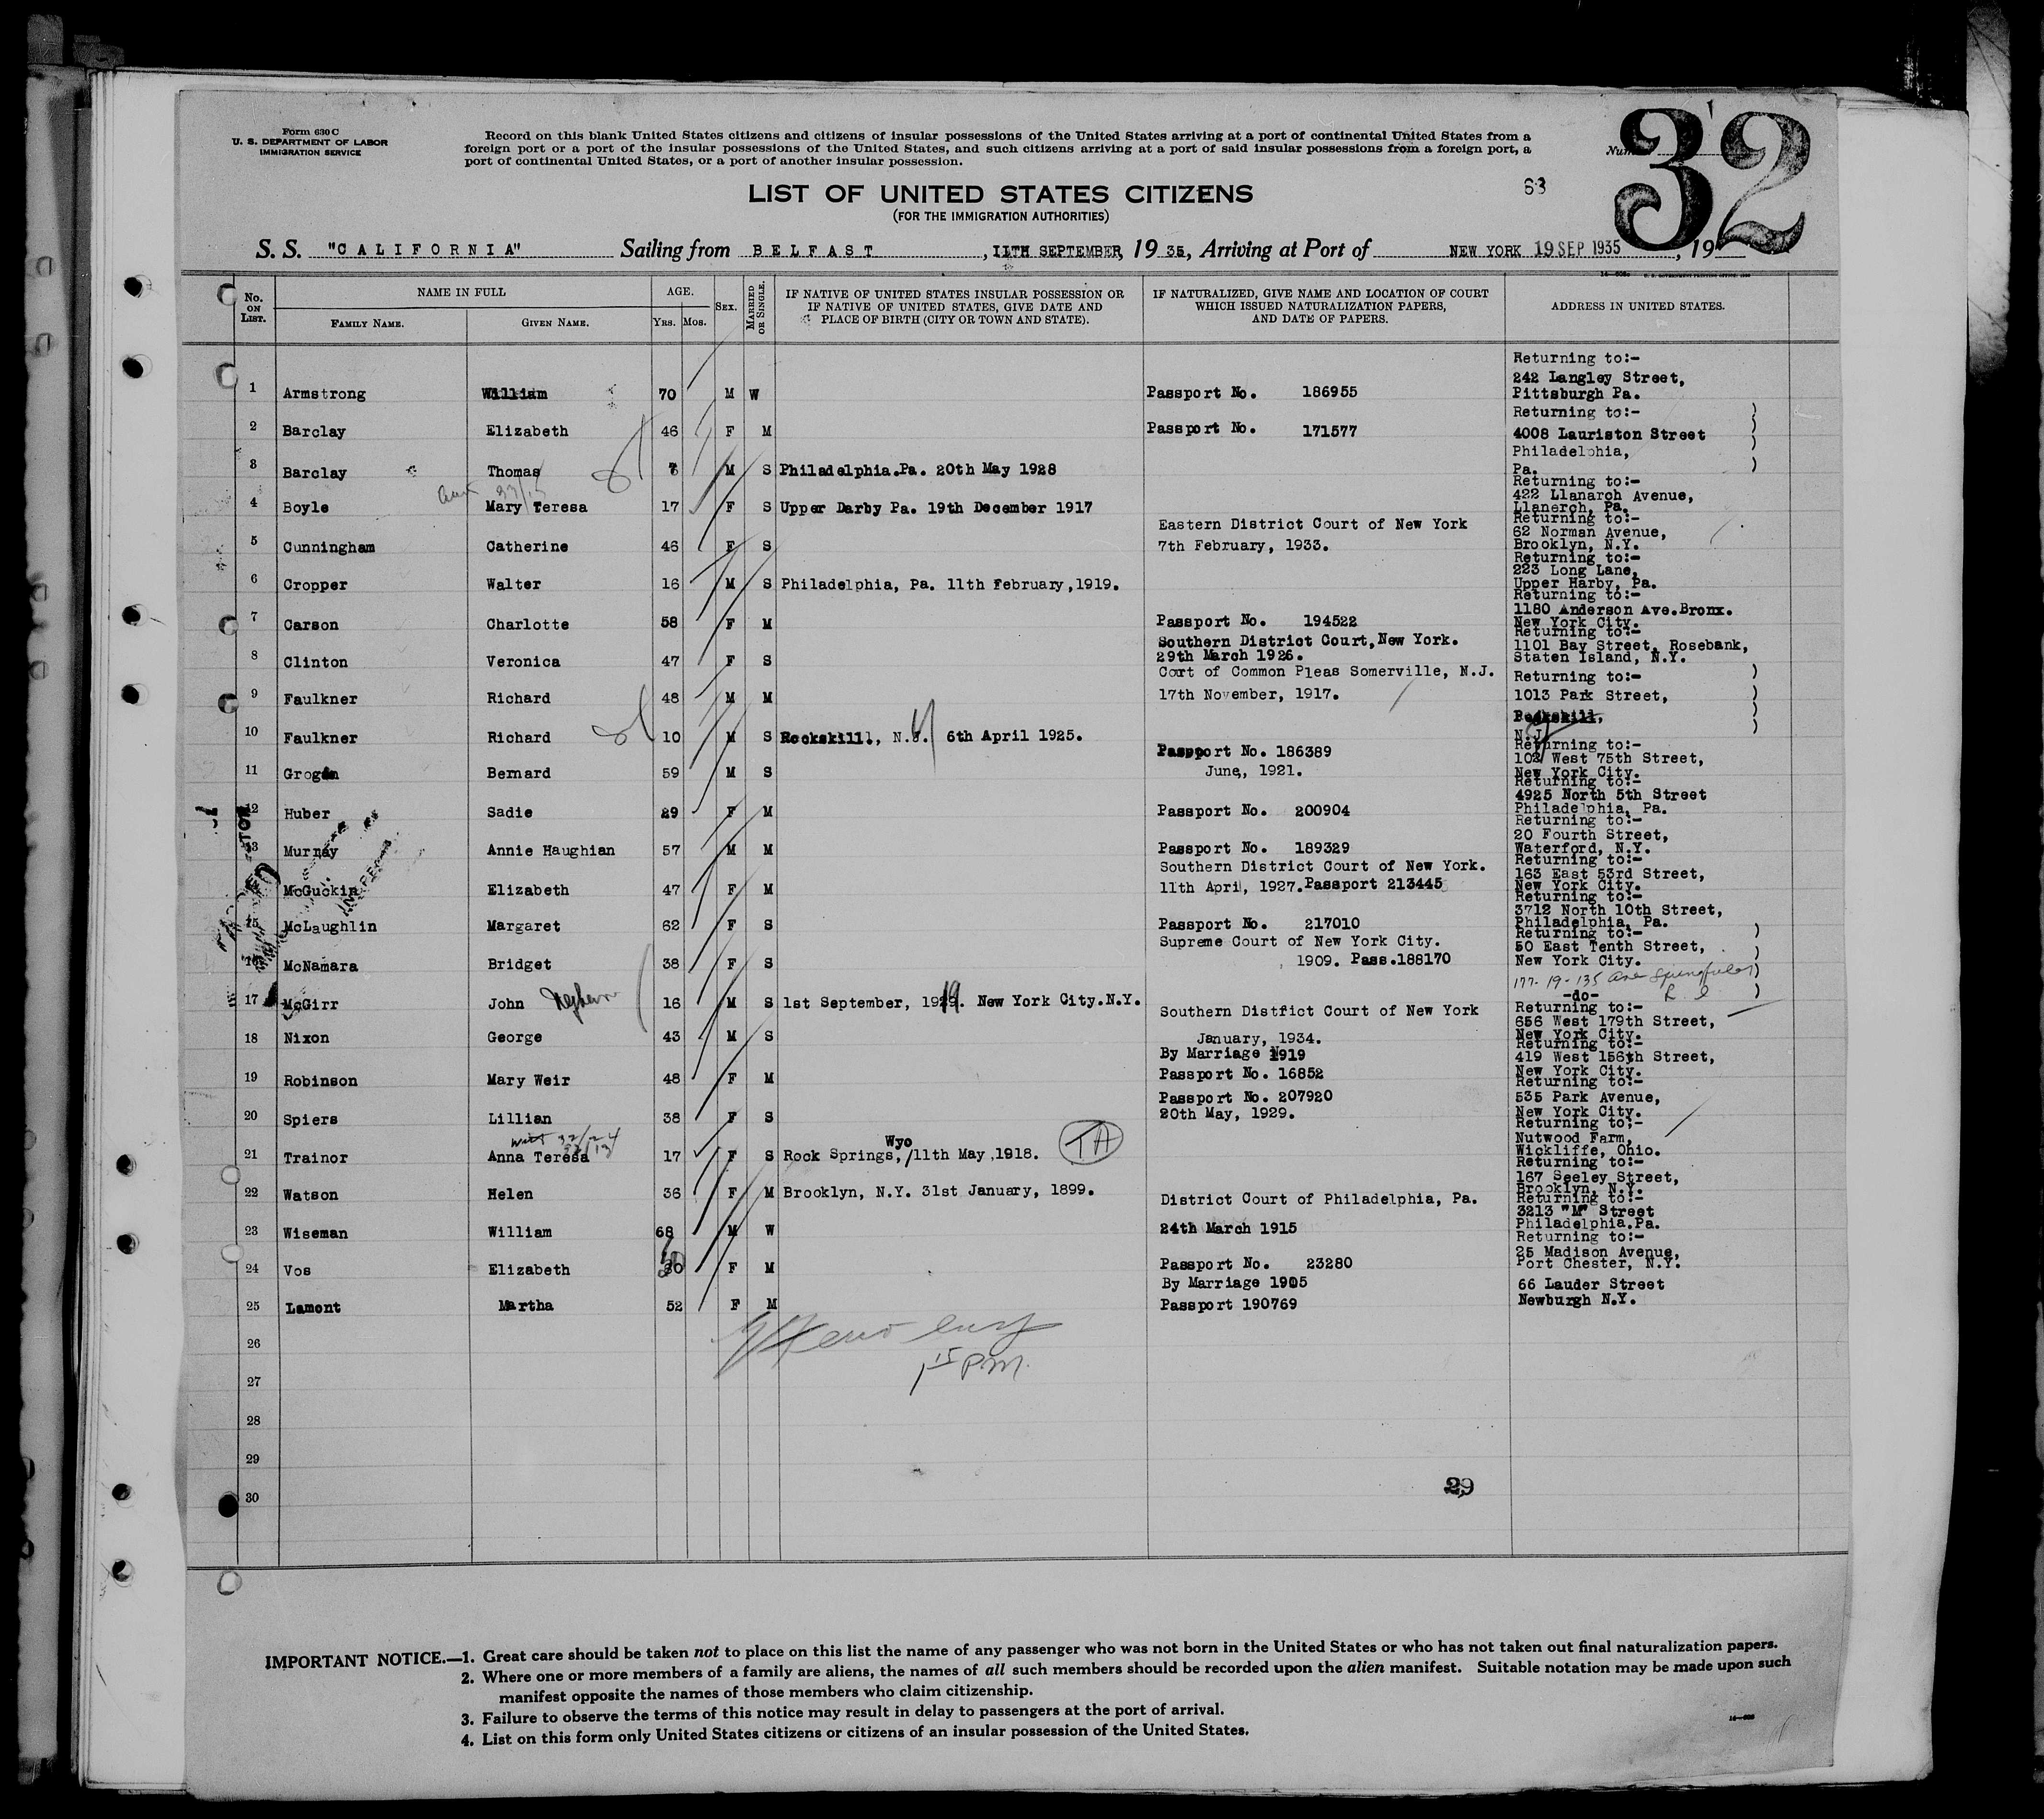 Form 630 C
U. S. DEPARTMENT OF LABOR
IMMIGRATION SERVICE
Record on this blank United States citizens and citizens of insular possessions of the United States arriving at a port of continental United States from a
foreign port or a port of the insular possessions of the United States, and such citizens arriving at a port of said insular possessions from a foreign port, a
port of continental United States, or a port of another insular possession.
32
63
LIST OF UNITED STATES CITIZENS
(FOR THE IMMIGRATION AUTHORITIES)
S. S. "CALIFORNIA" Sailing from BELFAST, 11TH SEPTEMBER, 1935, Arriving at Port of NEW YORK 19 SEP 1935, 19
No. ON LIST. NAME IN FULL FAMILY NAME. GIVEN NAME. AGE. YRS. MOS. SEX. MARRIED OR SINGLE. IF NATIVE OF UNITED STATES INSULAR POSSESSION OR IF NATIVE OF UNITED STATES, GIVE DATE AND PLACE OF BIRTH (CITY OR TOWN AND STATE). IF NATURALIZED, GIVE NAME AND LOCATION OF COURT WHICH ISSUED NATURALIZATION PAPERS, AND DATE OF PAPERS. ADDRESS IN UNITED STATES.
Returning to:-
242 Langley Street,
1 Armstrong William 70 M W Passport No. 186955 Pittsburgh Pa.
Returning to:-
2 Barclay Elizabeth 46 F M Passport No. 171577 4008 Lauriston Street
Philadelphia,
3 Barclay Thomas 7 M S Philadelphia.Pa. 20th May 1928 Pa.
Returning to:-
422 Llanarch Avenue,
4 Boyle Mary Teresa 17 F S Upper Darby Pa. 19th December 1917 Llanerch, Pa.
Returning to:-
Eastern District Court of New York 62 Norman Avenue,
5 Cunningham Catherine 46 F S 7th February, 1933. Brooklyn, N.Y.
Returning to:-
223 Long Lane,
6 Cropper Walter 16 M S Philadelphia, Pa. 11th February,1919. Upper Harby, Pa.
Returning to:-
1180 Anderson Ave.Bronx.
7 Carson Charlotte 58 F M Passport No. 194522 New York City.
Returning to:-
Southern District Court, New York. 1101 Bay Street, Rosebank,
8 Clinton Veronica 47 F S 29th March 1926. Staten Island, N.Y.
Cort of Common Pleas Somerville, N.J. Returning to:-
9 Faulkner Richard 48 M M 17th November, 1917. 1013 Park Street,
10 Faulkner Richard 10 M S Rockskill., N.Y. 6th April 1925.
Returning to:-
Passport No. 186389 102 West 75th Street,
11 Grogan Bernard 59 M S June, 1921. New York City.
Returning to:-
4925 North 5th Street
12 Huber Sadie 29 F M Passport No. 200904 Philadelphia, Pa.
Returning to:-
20 Fourth Street,
13 Murray Annie Haughian 57 M M Passport No. 189329 Waterford, N.Y.
Returning to:-
Southern District Court of New York. 163 East 53rd Street,
McGuckin Elizabeth 47 F M 11th April, 1927. Passport 213445 New York City.
Returning to:-
3712 North 10th Street,
15 McLaughlin Margaret 62 F S Passport No. 217010 Philadelphia, Pa.
Returning to:-
Supreme Court of New York City. 50 East Tenth Street,
16 McNamara Bridget 38 F S 1909. Pass.188170 New York City.
177-19-135 Ave Springfield
L I
17 McGirr John Nephew 16 M S 1st September, 1919. New York City.N.Y. -do-
Returning to:-
Southern District Court of New York 656 West 179th Street,
18 Nixon George 43 M S January, 1934. New York City.
Returning to:-
By Marriage 1919 419 West 156th Street,
19 Robinson Mary Weir 48 F M Passport No. 16852 New York City.
Returning to:-
Passport No. 207920 535 Park Avenue,
20 Spiers Lillian 38 F S 20th May, 1929. New York City.
Returning to;-
Nutwood Farm,
21 Trainor Anna Teresa 17 F S Rock Springs, Wyo /11th May,1918. TA Wickliffe, Ohio.
Returning to:-
167 Seeley Street,
22 Watson Helen 36 F M Brooklyn, N.Y. 31st January, 1899. Brooklyn, N.Y.
Returning to:-
District Court of Philadelphia, Pa. 3213 "M" Street
23 Wiseman William 68 M W 24th March 1915 Philadelphia.Pa.
Returning to:-
25 Madison Avenue,
24 Vos Elizabeth F M Passport No. 23280 Port Chester, N.Y.
By Marriage 1905 66 Lauder Street
25 Lamont Martha 52 F M Passport 190769 Newburgh N.Y.
26
1 15 PM.
27
28
29
29
30
IMPORTANT NOTICE.—1. Great care should be taken not to place on this list the name of any passenger who was not born in the United States or who has not taken out final naturalization papers.
2. Where one or more members of a family are aliens, the names of all such members should be recorded upon the alien manifest. Suitable notation may be made upon such
manifest opposite the names of those members who claim citizenship.
3. Failure to observe the terms of this notice may result in delay to passengers at the port of arrival.
4. List on this form only United States citizens or citizens of an insular possession of the United States.